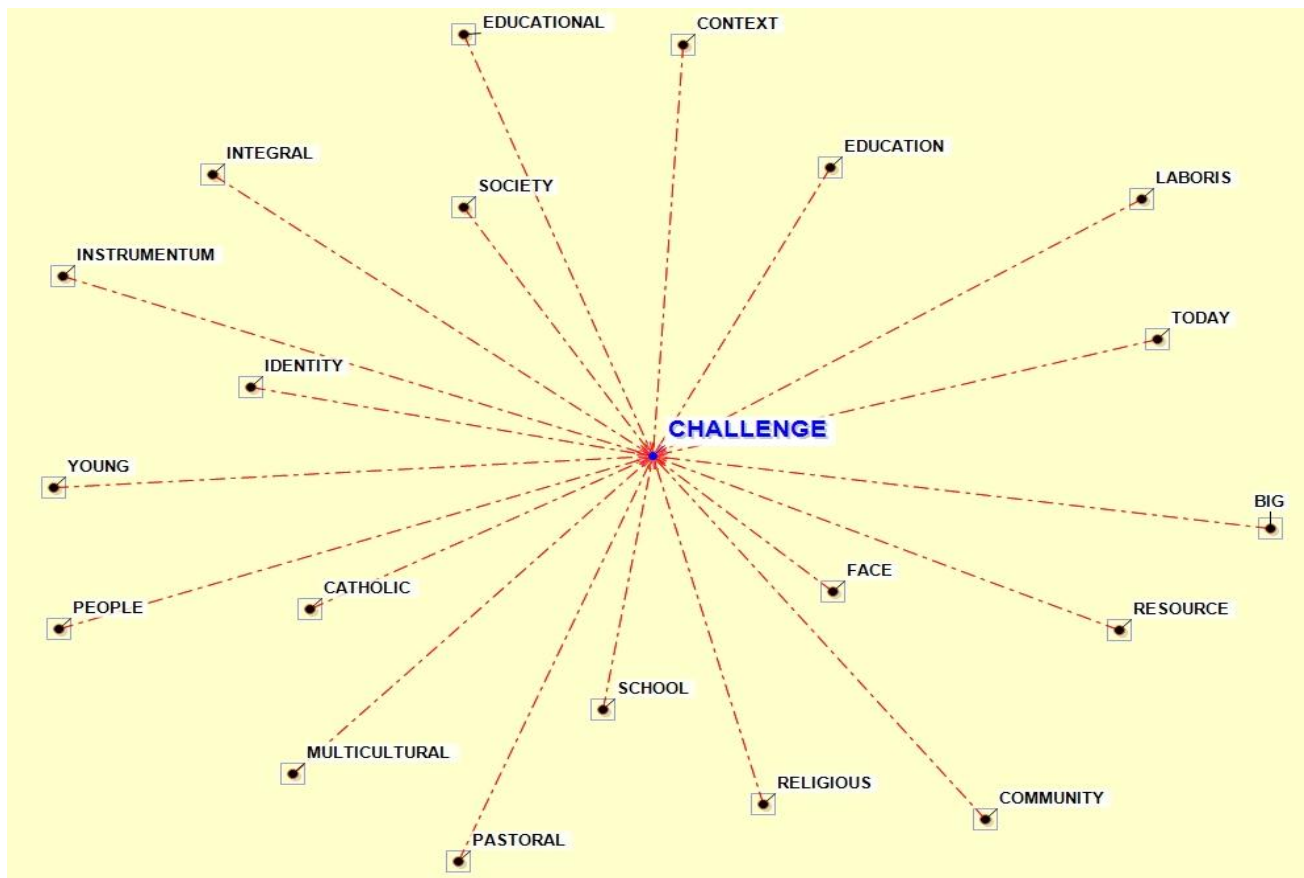 EDUCATIONAL
CONTEXT
EDUCATION
INTEGRAL
LABORIS
SOCIETY
INSTRUMENTUM
TODAY
IDENTITY
CHALLENGE
YOUNG
BIG
FACE
CATHOLIC
PEOPLE
RESOURCE
SCHOOL
MULTICULTURAL
RELIGIOUS
COMMUNITY
PASTORAL